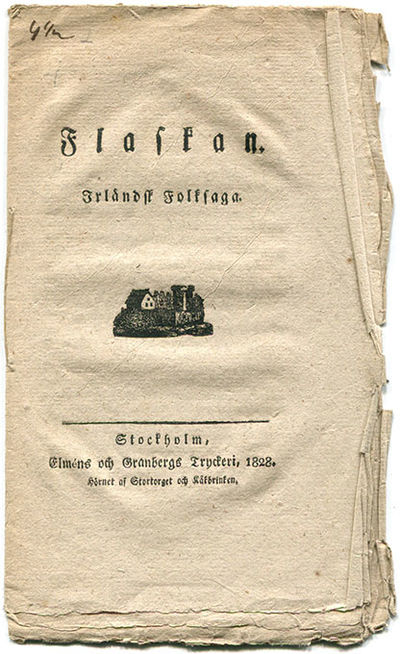 Flaskan.
Irländsk Folksaga.
Stockholm,
Elméns och Granbergs Tryckeri, 1828.
Hörnet af Stortorget och Kåkbrinken.